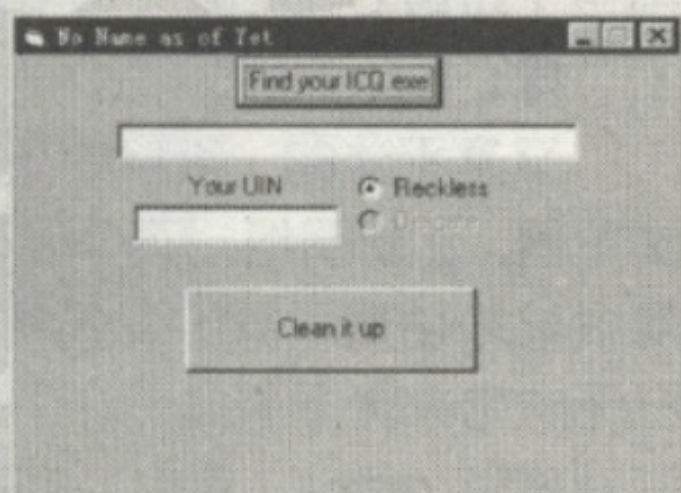 No Name as of Yet
Find your ICQ exe
Your UIN
Reckless
Clean it up